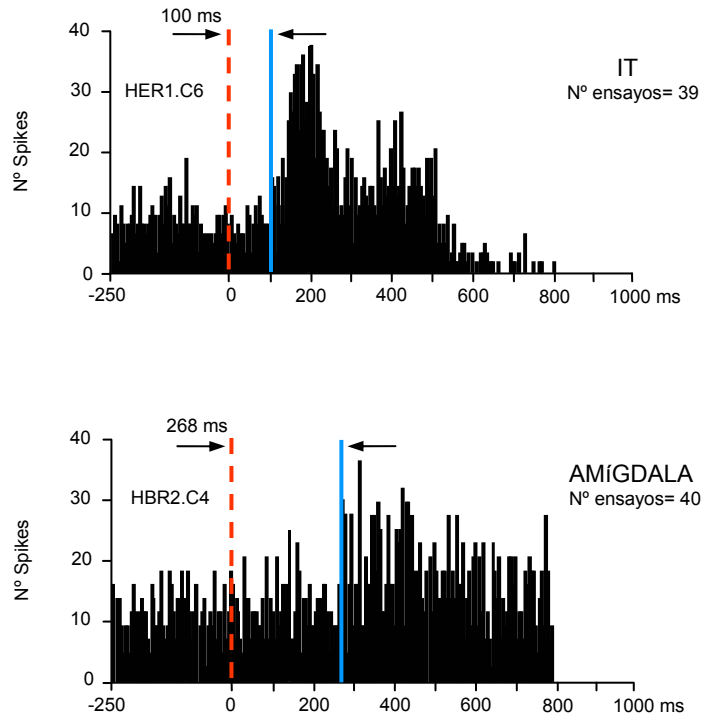 100 ms
40
30
20
10
0
Nº Spikes
HER1.C6
IT
Nº ensayos= 39
-250 0 200 400 600 800 1000 ms
268 ms
40
30
20
10
0
Nº Spikes
HBR2.C4
AMíGDALA
Nº ensayos= 40
-250 0 200 400 600 800 1000 ms